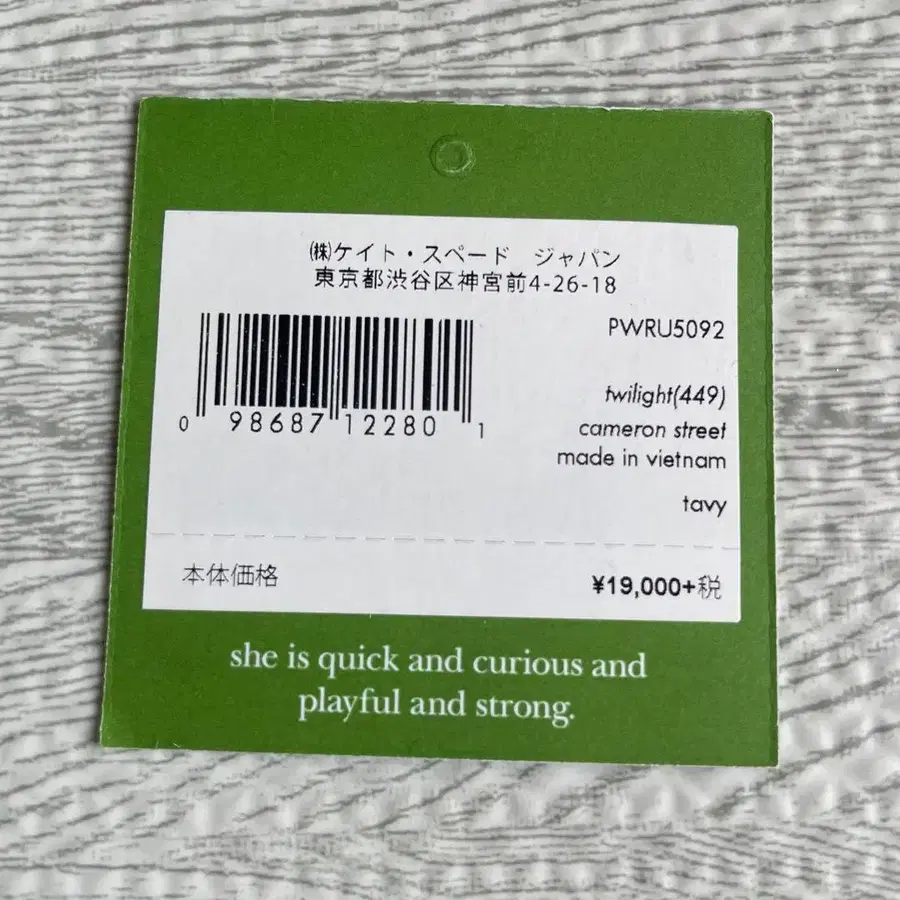 ㈱ケイト・スペード ジャパン
東京都渋谷区神宮前4-26-18
PWRU5092
0 98687 12280 1
twilight(449)
cameron street
made in vietnam
tavy
本体価格 ¥19,000+税
she is quick and curious and
playful and strong.